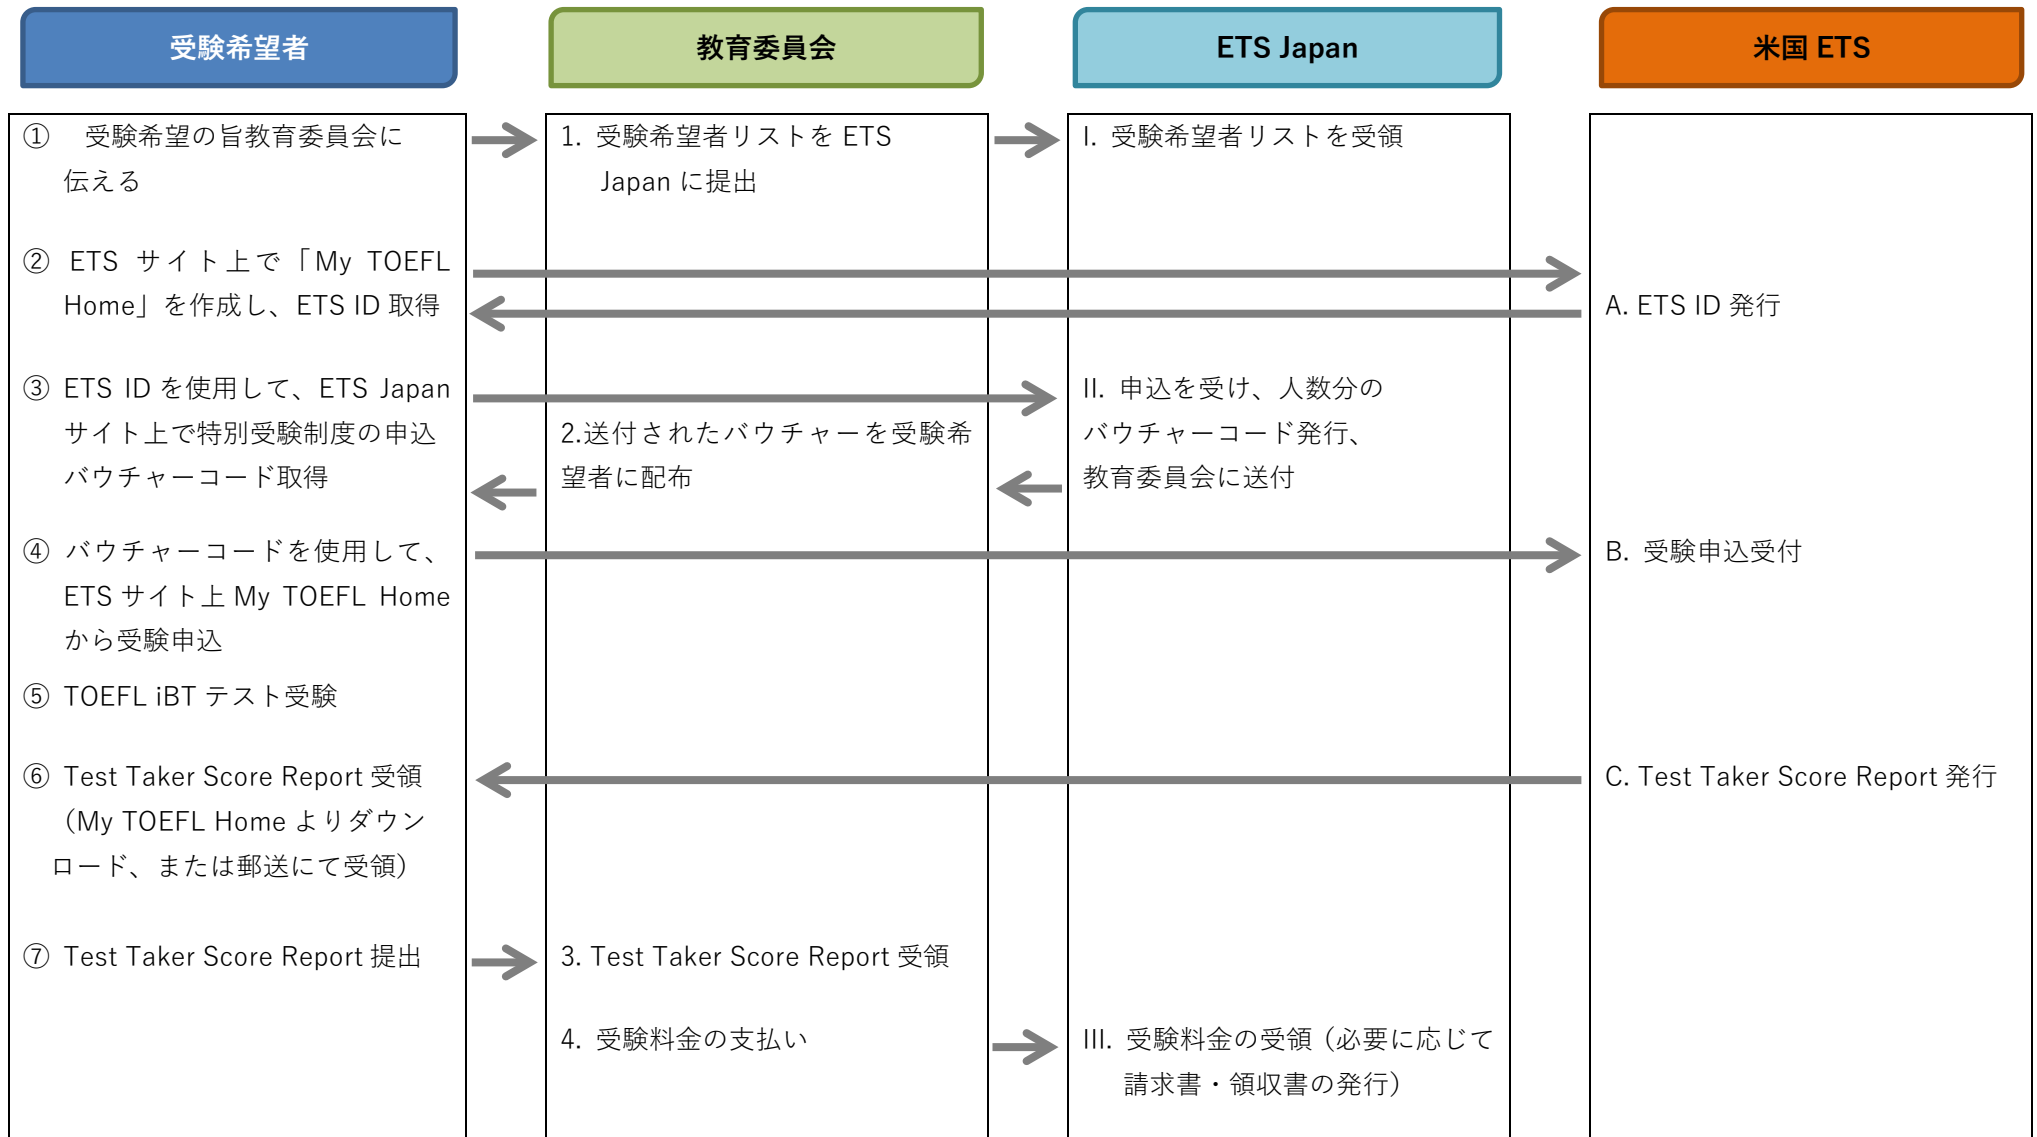 受験希望者
教育委員会
ETS Japan
米国 ETS
① 受験希望の旨教育委員会に
伝える
② ETS サイト上で「My TOEFL
Home」を作成し、ETS ID 取得
③ ETS ID を使用して、ETS Japan
サイト上で特別受験制度の申込
バウチャーコード取得
④ バウチャーコードを使用して、
ETS サイト上 My TOEFL Home
から受験申込
⑤ TOEFL iBT テスト受験
⑥ Test Taker Score Report 受領
（My TOEFL Home よりダウン
ロード、または郵送にて受領）
⑦ Test Taker Score Report 提出
1. 受験希望者リストを ETS
Japan に提出
2.送付されたバウチャーを受験希
望者に配布
3. Test Taker Score Report 受領
4. 受験料金の支払い
I. 受験希望者リストを受領
II. 申込を受け、人数分の
バウチャーコード発行、
教育委員会に送付
III. 受験料金の受領（必要に応じて
請求書・領収書の発行）
A. ETS ID 発行
B. 受験申込受付
C. Test Taker Score Report 発行